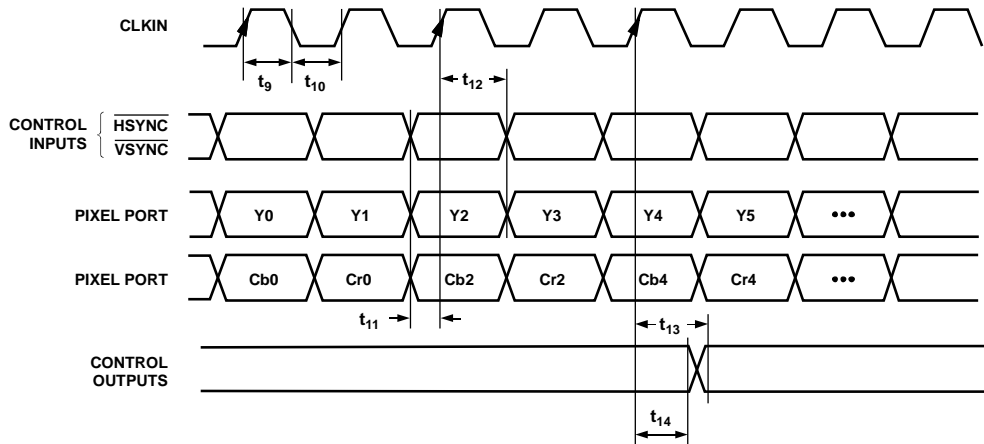 CLKIN
t9 t10 t12
CONTROL INPUTS
HSYNC
VSYNC
PIXEL PORT Y0 Y1 Y2 Y3 Y4 Y5 •••
PIXEL PORT Cb0 Cr0 Cb2 Cr2 Cb4 Cr4 •••
t11 t13
CONTROL OUTPUTS
t14